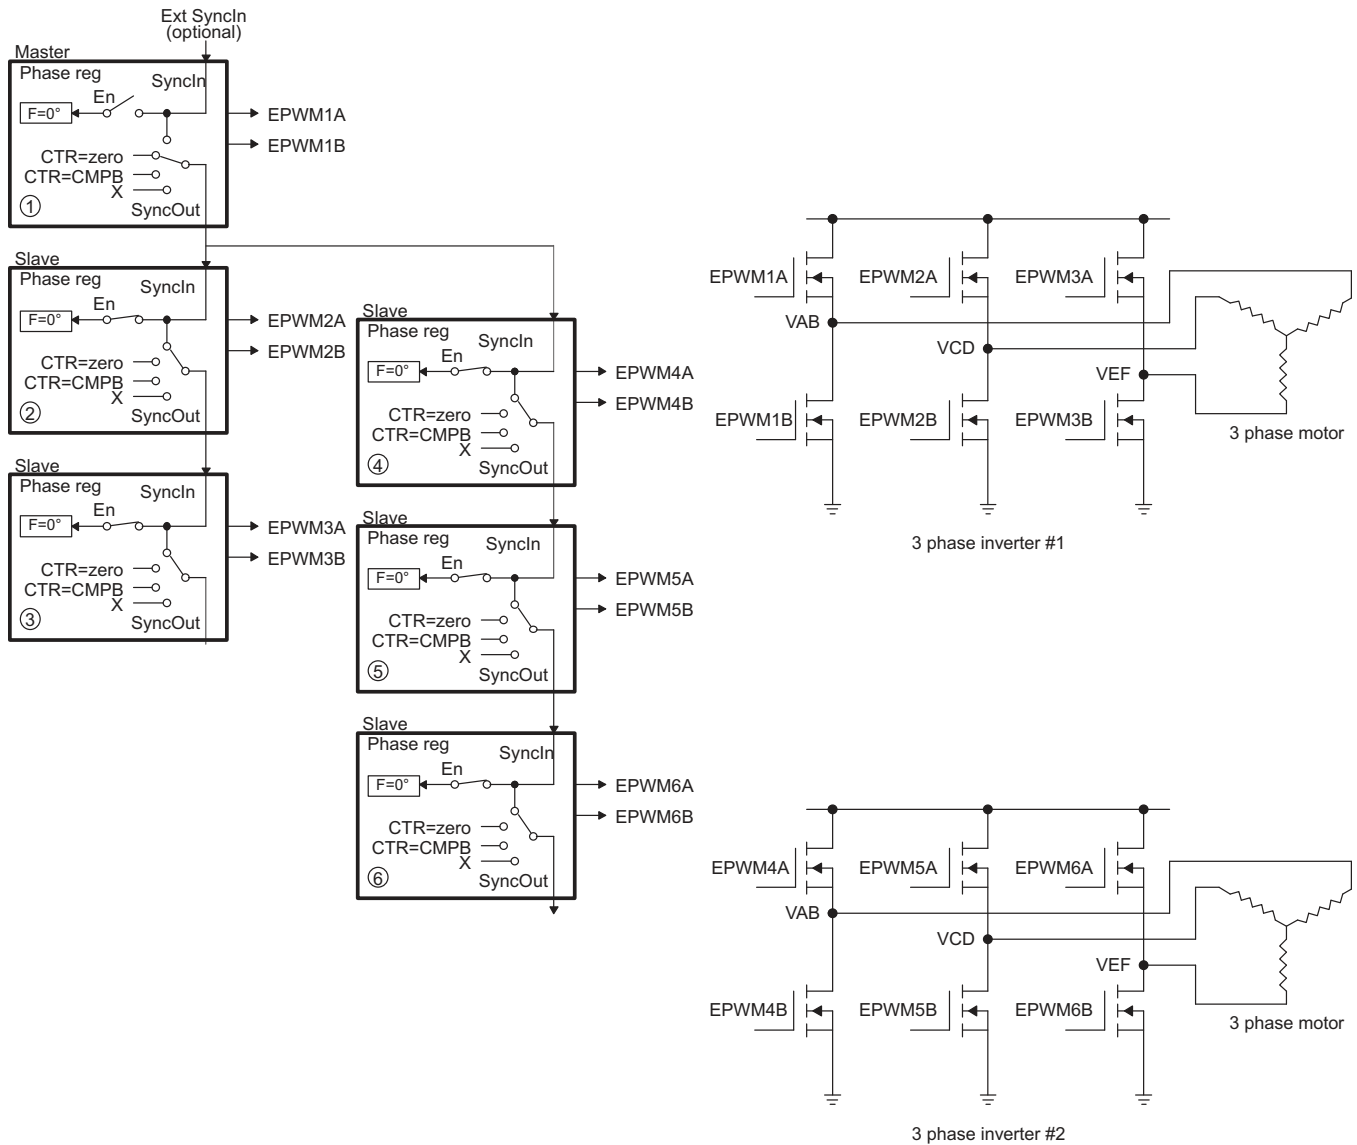 Ext SyncIn
(optional)
Master
Phase reg
SyncIn
En
F=0°
EPWM1A
EPWM1B
CTR=zero
CTR=CMPB
X
1
SyncOut
Slave
Phase reg
SyncIn
En
F=0°
EPWM2A
EPWM2B
CTR=zero
CTR=CMPB
X
2
SyncOut
Slave
Phase reg
SyncIn
En
F=0°
EPWM3A
EPWM3B
CTR=zero
CTR=CMPB
X
3
SyncOut
Slave
Phase reg
SyncIn
En
F=0°
EPWM4A
EPWM4B
CTR=zero
CTR=CMPB
X
4
SyncOut
Slave
Phase reg
SyncIn
En
F=0°
EPWM5A
EPWM5B
CTR=zero
CTR=CMPB
X
5
SyncOut
Slave
Phase reg
SyncIn
En
F=0°
EPWM6A
EPWM6B
CTR=zero
CTR=CMPB
X
6
SyncOut
EPWM1A
EPWM2A
EPWM3A
VAB
VCD
VEF
EPWM1B
EPWM2B
EPWM3B
3 phase motor
3 phase inverter #1
EPWM4A
EPWM5A
EPWM6A
VAB
VCD
VEF
EPWM4B
EPWM5B
EPWM6B
3 phase motor
3 phase inverter #2